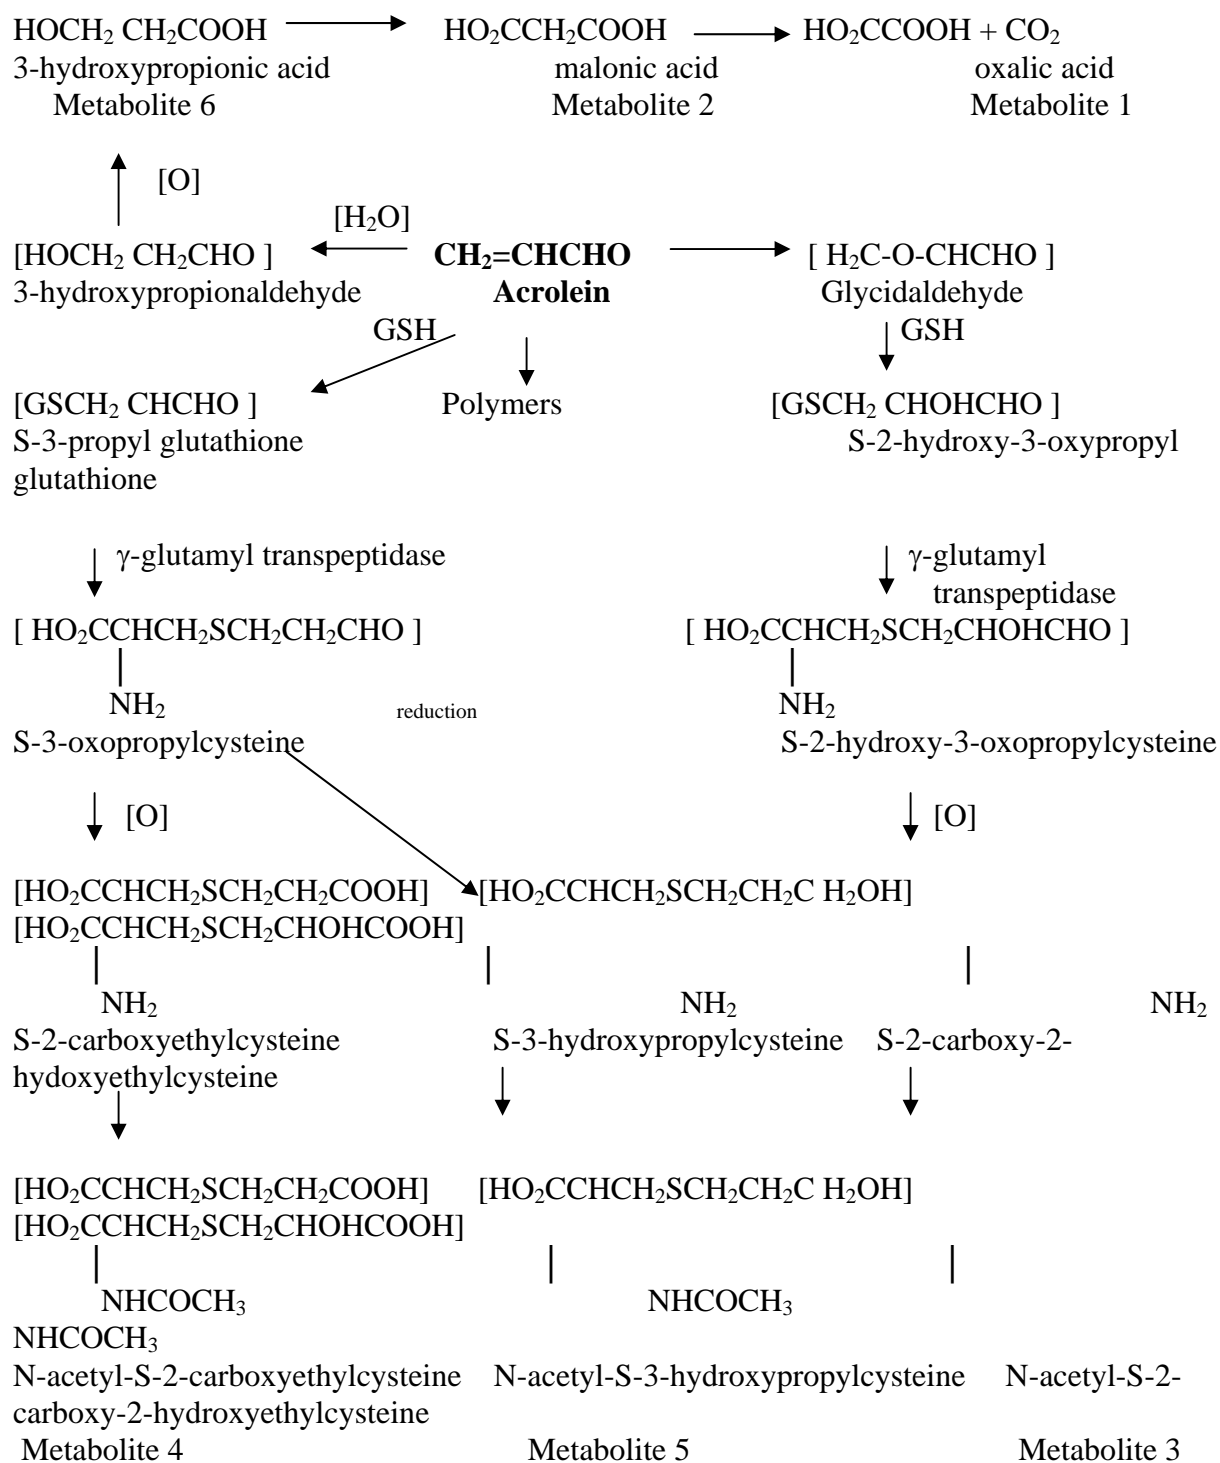 HOCH₂ CH₂COOH HO₂CCH₂COOH HO₂CCOOH + CO₂
3-hydroxypropionic acid malonic acid oxalic acid
Metabolite 6 Metabolite 2 Metabolite 1
[O]
[H₂O]
[HOCH₂ CH₂CHO ] CH₂=CHCHO [ H₂C-O-CHCHO ]
3-hydroxypropionaldehyde Acrolein Glycidaldehyde
GSH GSH
[GSCH₂ CHCHO ] Polymers [GSCH₂ CHOHCHO ]
S-3-propyl glutathione S-2-hydroxy-3-oxypropyl
glutathione
γ-glutamyl transpeptidase γ-glutamyl
transpeptidase
[ HO₂CCHCH₂SCH₂CH₂CHO ] [ HO₂CCHCH₂SCH₂CHOHCHO ]
NH₂ reduction NH₂
S-3-oxopropylcysteine S-2-hydroxy-3-oxopropylcysteine
[O] [O]
[HO₂CCHCH₂SCH₂CH₂COOH] [HO₂CCHCH₂SCH₂CH₂C H₂OH]
[HO₂CCHCH₂SCH₂CHOHCOOH]
NH₂ NH₂ NH₂
S-2-carboxyethylcysteine S-3-hydroxypropylcysteine S-2-carboxy-2-
hydoxyethylcysteine
[HO₂CCHCH₂SCH₂CH₂COOH] [HO₂CCHCH₂SCH₂CH₂C H₂OH]
[HO₂CCHCH₂SCH₂CHOHCOOH]
NHCOCH₃ NHCOCH₃
NHCOCH₃
N-acetyl-S-2-carboxyethylcysteine N-acetyl-S-3-hydroxypropylcysteine N-acetyl-S-2-
carboxy-2-hydroxyethylcysteine
Metabolite 4 Metabolite 5 Metabolite 3